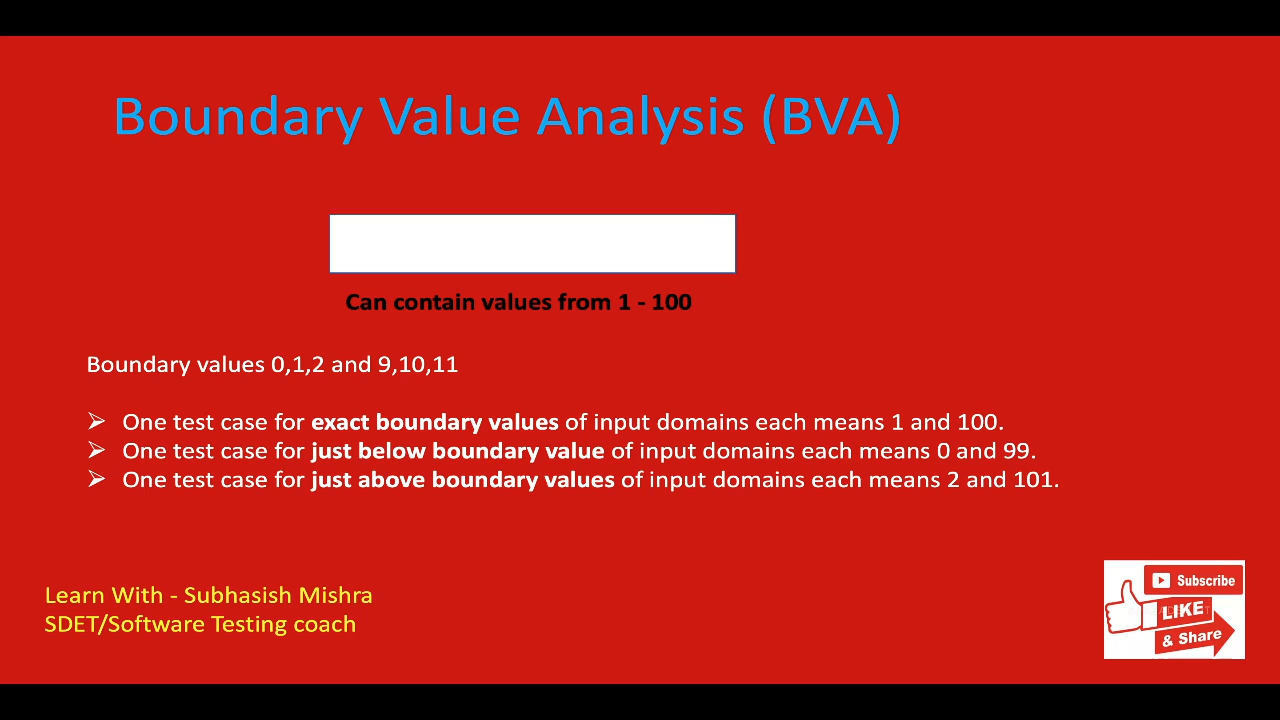 Boundary Value Analysis (BVA)
Can contain values from 1 - 100
Boundary values 0,1,2 and 9,10,11
➢ One test case for exact boundary values of input domains each means 1 and 100.
➢ One test case for just below boundary value of input domains each means 0 and 99.
➢ One test case for just above boundary values of input domains each means 2 and 101.
Learn With - Subhasish Mishra
SDET/Software Testing coach
Subscribe
LIKE
& Share